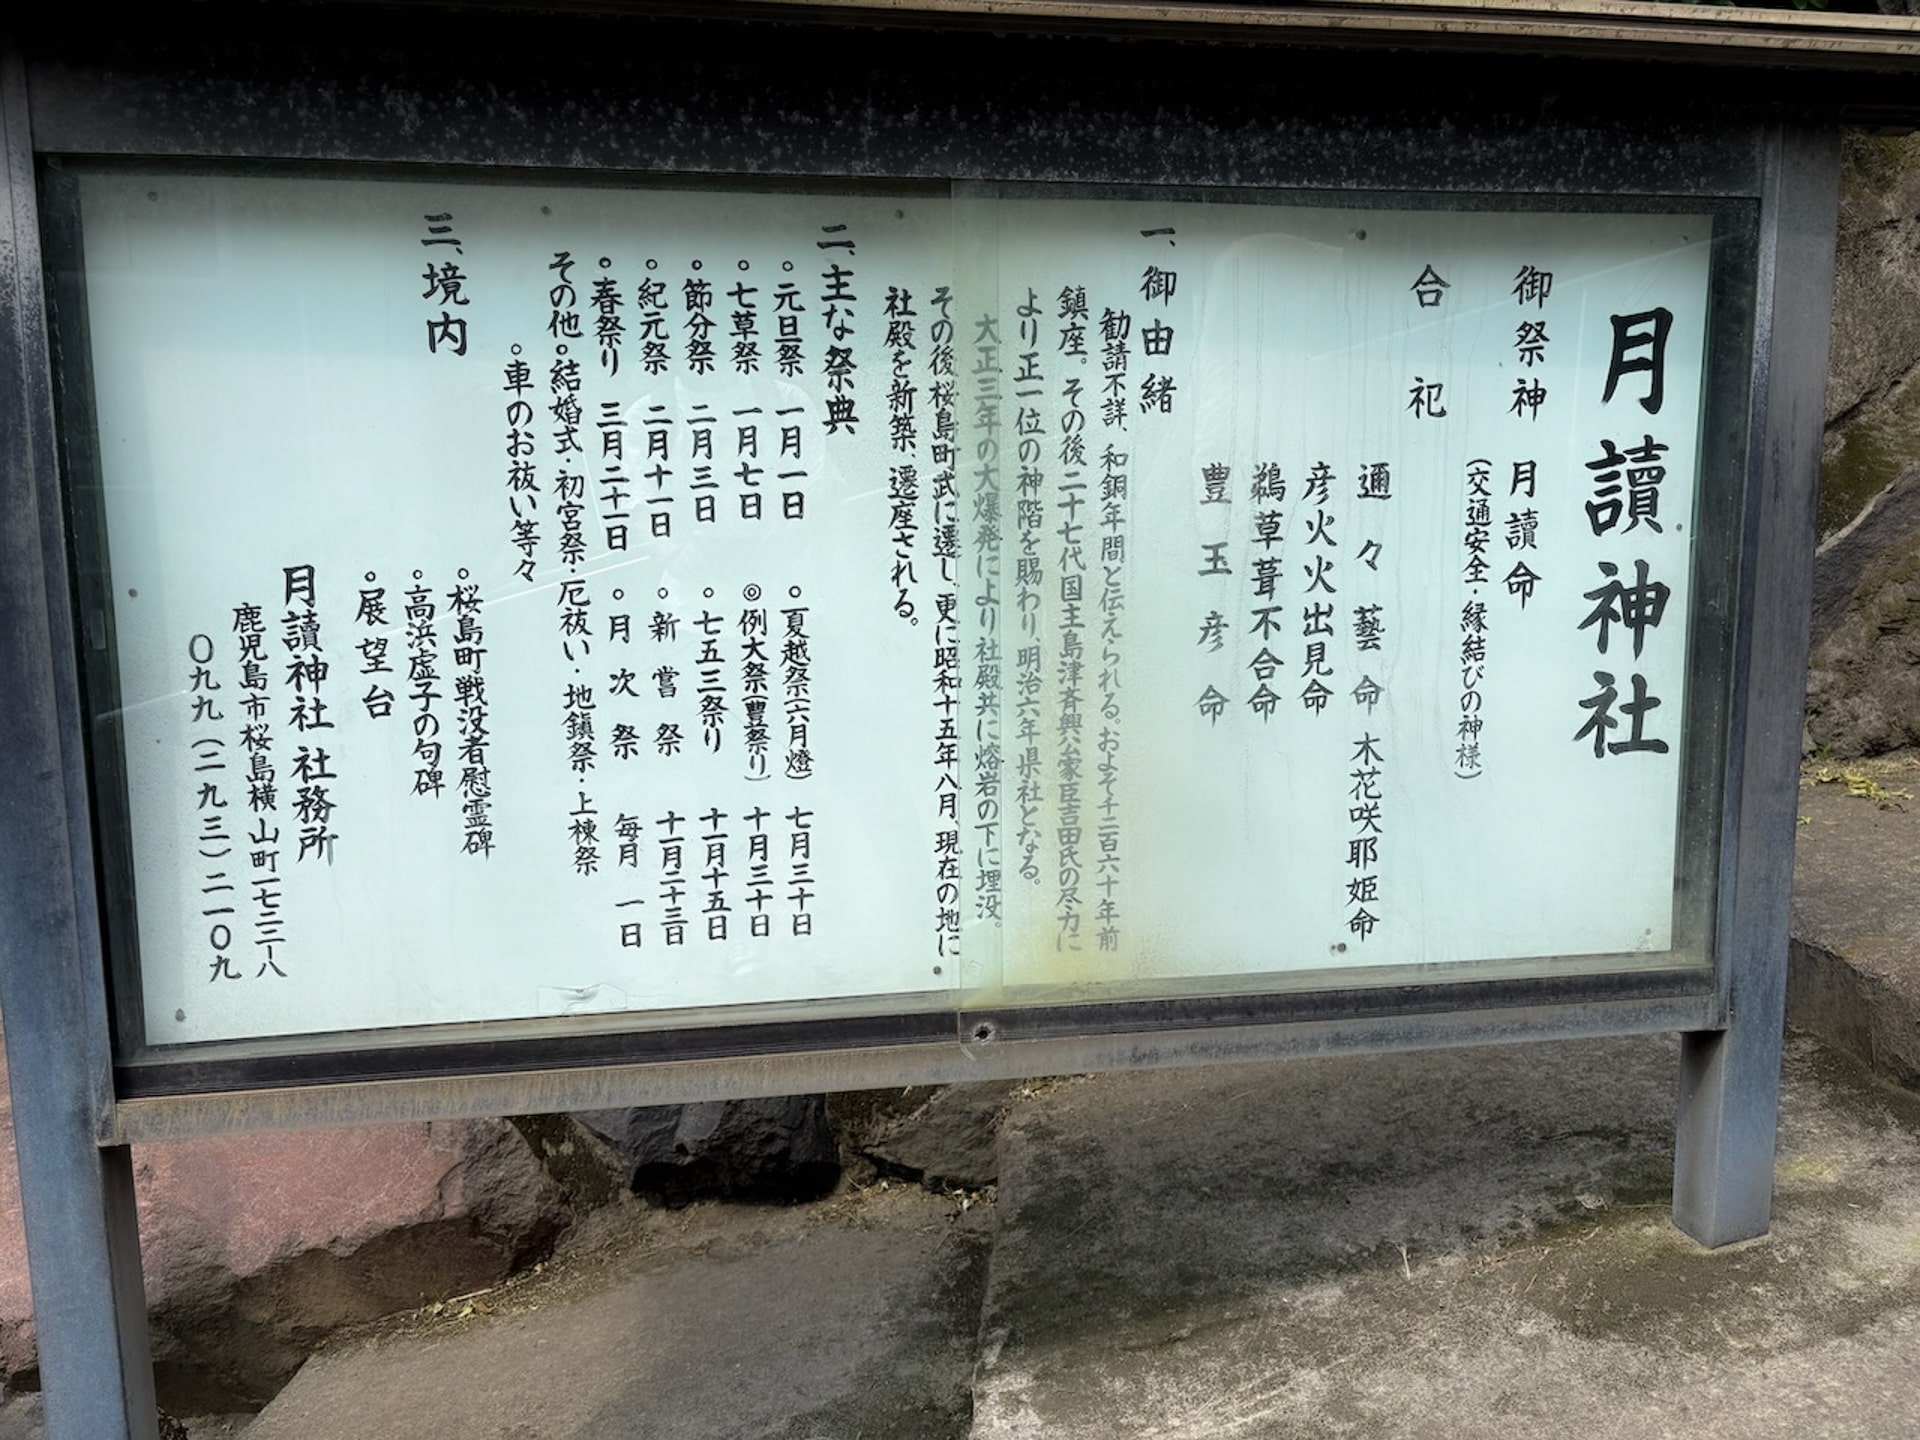 月讀神社
御祭神 月讀命
(交通安全・縁結びの神様)
合祀
邇々藝命 木花咲耶姫命
彦火火出見命
鵜草葺不合命
豊玉彦命
一、御由緒
勧請不詳、和銅年間と伝えられる。およそ千二百六十年前
鎮座。その後二十七代国主島津斉興公家臣吉田氏の尽力に
より正一位の神階を賜わり、明治六年県社となる。
大正三年の大爆発により社殿共に熔岩の下に埋没。
その後桜島町武に遷し、更に昭和十五年八月、現在の地に
社殿を新築、遷座される。
二、主な祭典
○元旦祭 一月一日 ○夏越祭(六月燈) 七月三十日
○七草祭 一月七日 ◎例大祭(豊祭り) 十月三十日
○節分祭 二月三日 ○七五三祭り 十一月十五日
○紀元祭 二月十一日 ○新嘗祭 十一月二十三日
○春祭り 三月二十一日 ○月次祭 毎月一日
その他○結婚式・初宮祭・厄祓い・地鎮祭・上棟祭
○車のお祓い等々
三、境内
○桜島町戦没者慰霊碑
○高浜虚子の句碑
○展望台
月讀神社 社務所
鹿児島市桜島横山町一七二二-八
〇九九(二九三)二一〇九